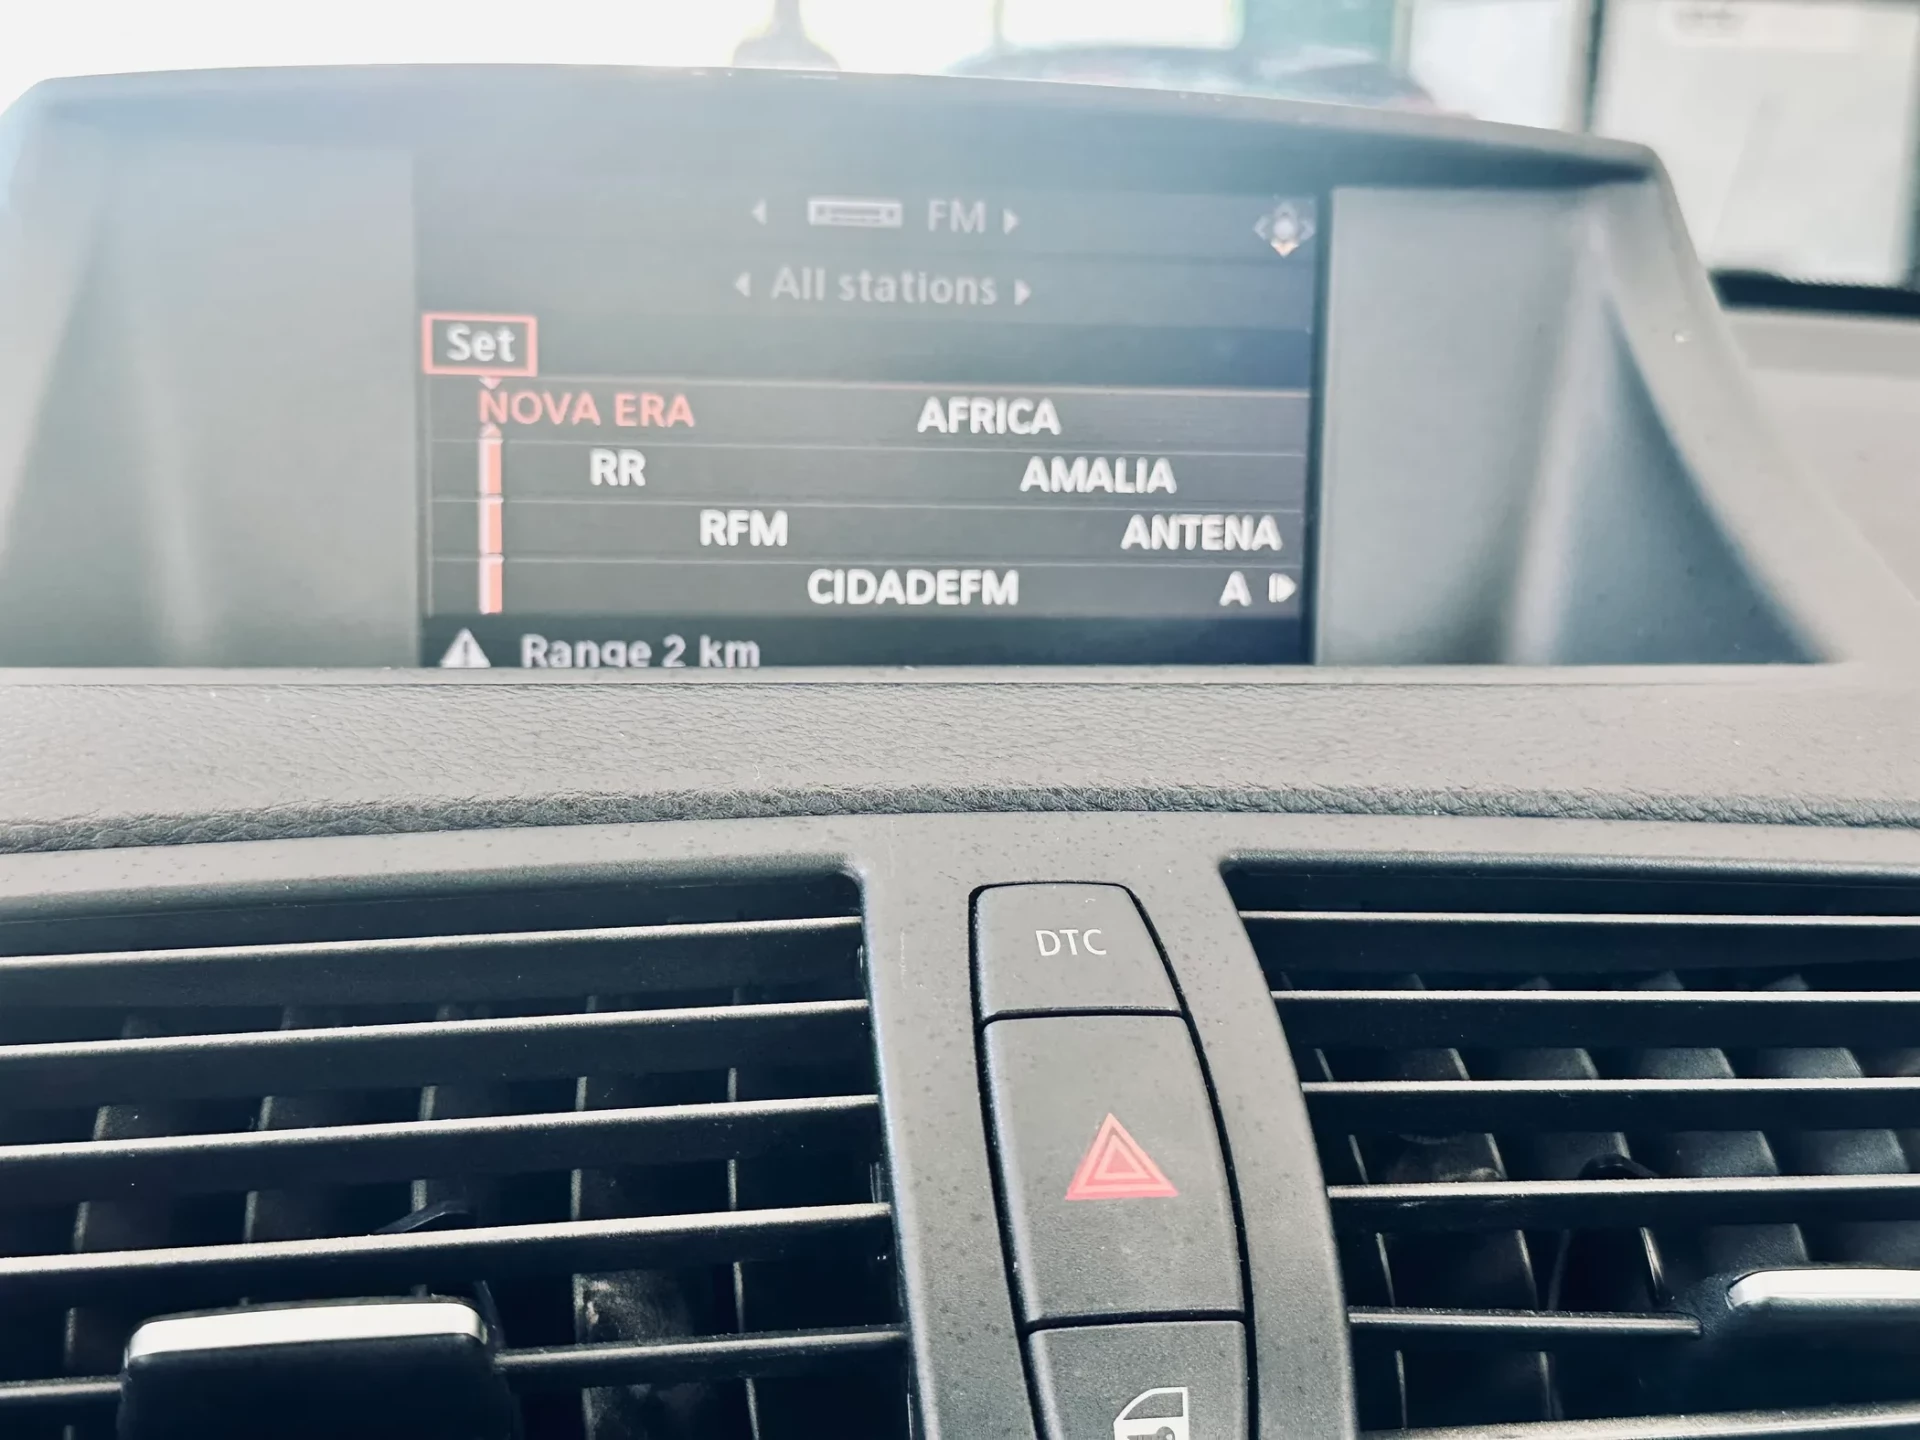 FM
All stations
Set
NOVA ERA AFRICA
RR AMALIA
RFM ANTENA
CIDADEFM A
Range 2 km
DTC